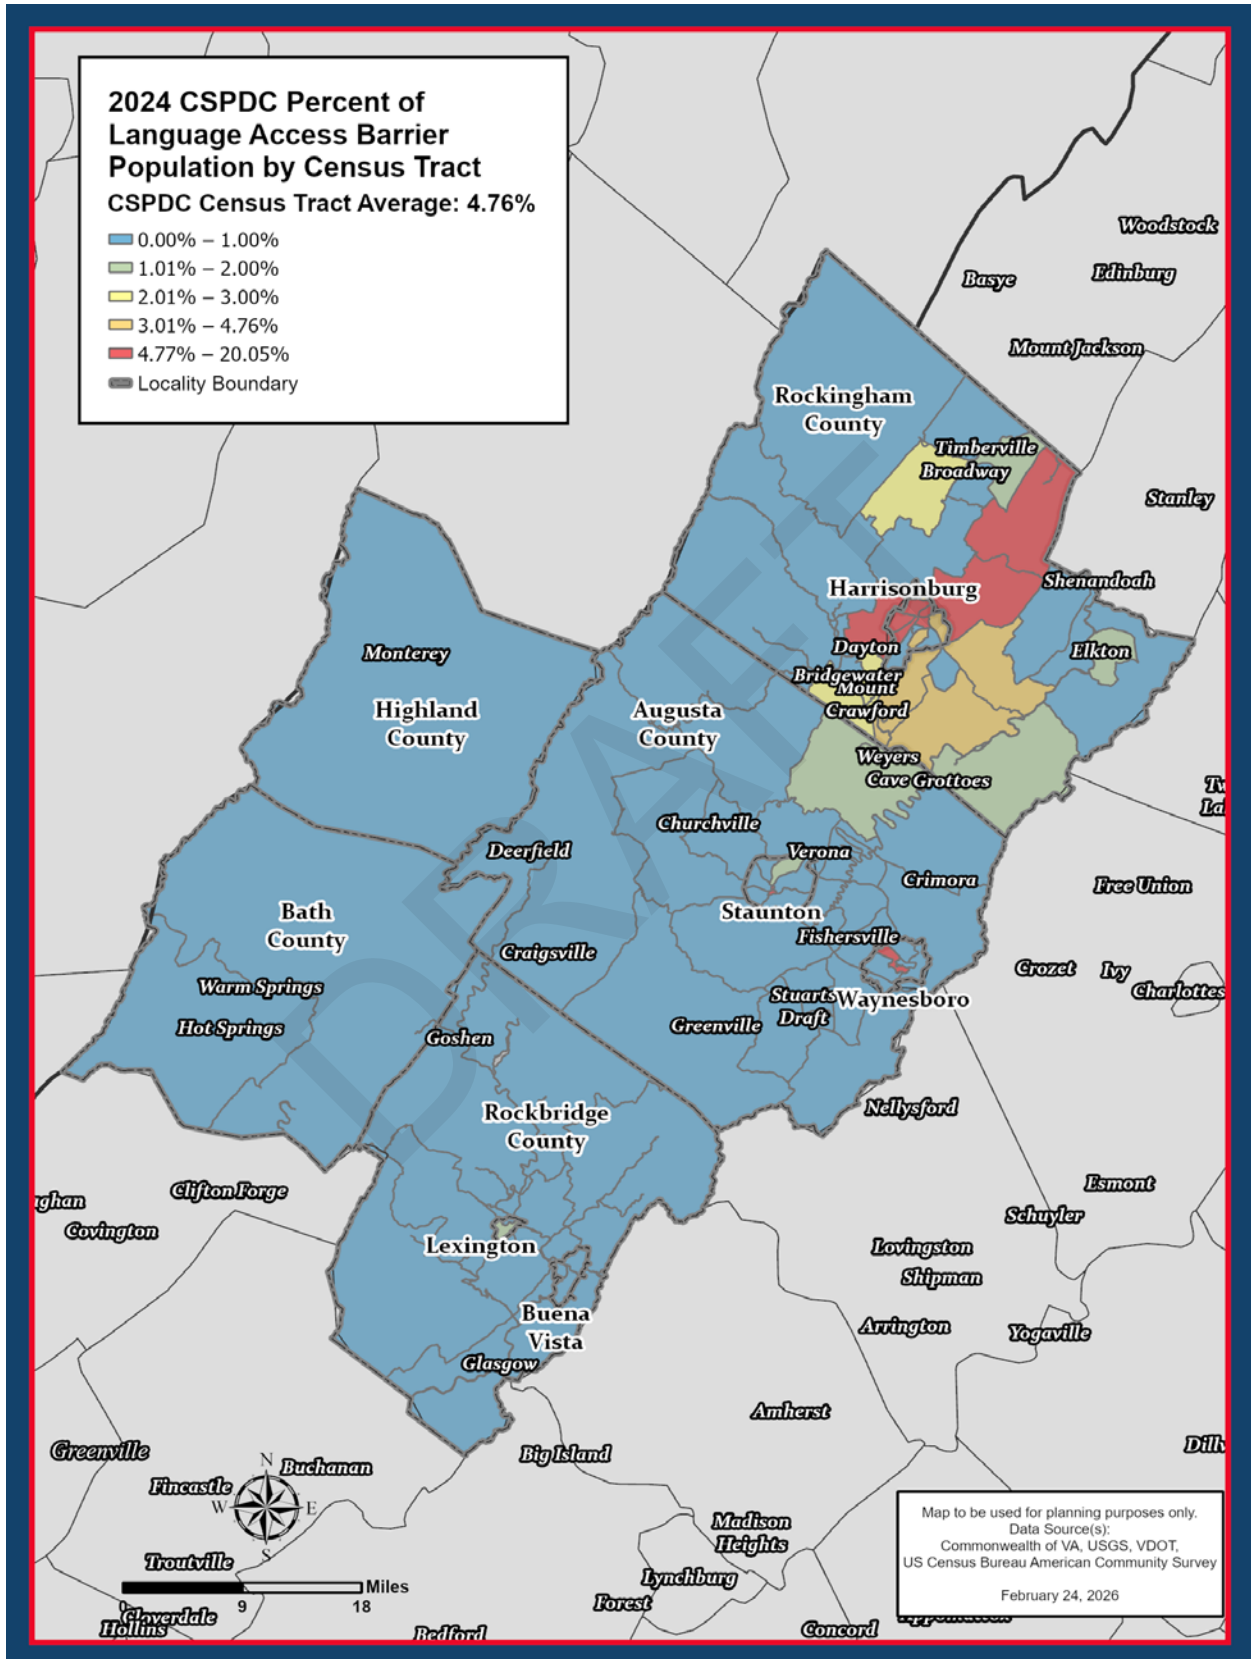 2024 CSPDC Percent of
Language Access Barrier
Population by Census Tract
CSPDC Census Tract Average: 4.76%
0.00% – 1.00%
1.01% – 2.00%
2.01% – 3.00%
3.01% – 4.76%
4.77% – 20.05%
Locality Boundary
Woodstock
Basye
Edinburg
Mount Jackson
Rockingham
County
Timberville
Broadway
Stanley
Harrisonburg
Shenandoah
Dayton
Elkton
Monterey
Bridgewater
Mount
Crawford
Highland
County
Augusta
County
Weyers
Cave
Grottoes
Tw
La
Churchville
Deerfield
Verona
Crimora
Free Union
Bath
County
Staunton
Fishersville
Craigsville
Crozet
Ivy
Charlottes
Warm Springs
Stuarts
Draft
Waynesboro
Hot Springs
Greenville
Goshen
DRAFT
Rockbridge
County
Nellysford
Clifton Forge
Esmont
ughan
Covington
Schuyler
Lexington
Lovingston
Shipman
Buena
Vista
Arrington
Yogaville
Glasgow
Amherst
Greenville
Big Island
Dilly
Buchanan
Fincastle
N
W
E
S
Madison
Heights
Troutville
Lynchburg
Miles
0
9
18
Forest
Cloverdale
Hollins
Bedford
Concord
Map to be used for planning purposes only.
Data Source(s):
Commonwealth of VA, USGS, VDOT,
US Census Bureau American Community Survey
February 24, 2026